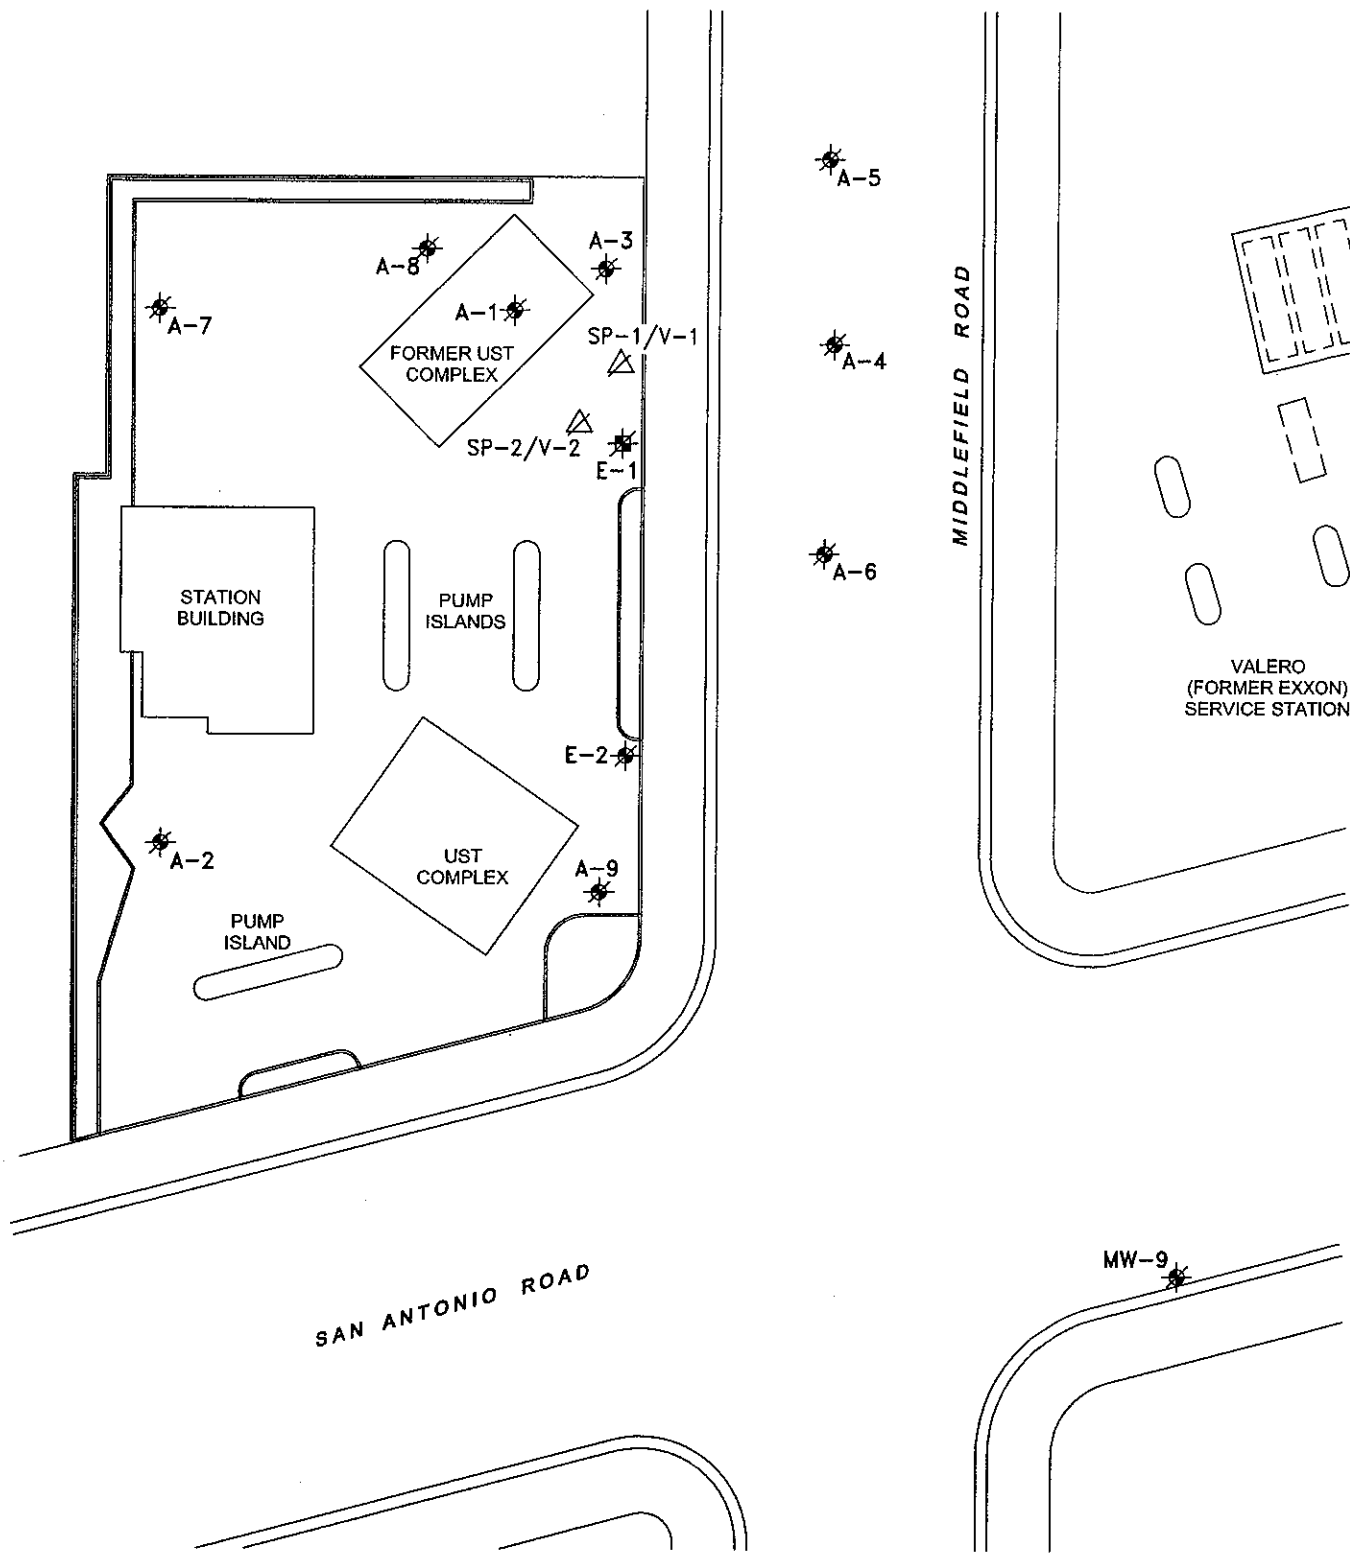 A-5
A-3
A-8
A-1
A-7
SP-1/V-1
FORMER UST
COMPLEX
A-4
MIDDLEFIELD ROAD
SP-2/V-2
E-1
A-6
STATION
BUILDING
PUMP
ISLANDS
VALERO
(FORMER EXXON)
SERVICE STATION
E-2
A-2
UST
COMPLEX
A-9
PUMP
ISLAND
MW-9
SAN ANTONIO ROAD